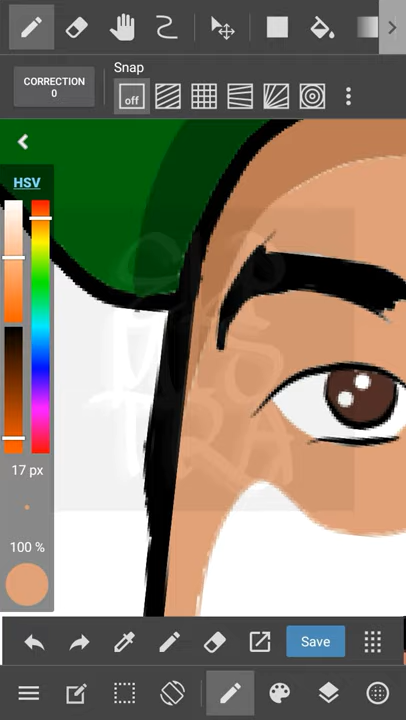 Snap
CORRECTION
0
off
HSV
17 px
100 %
Save